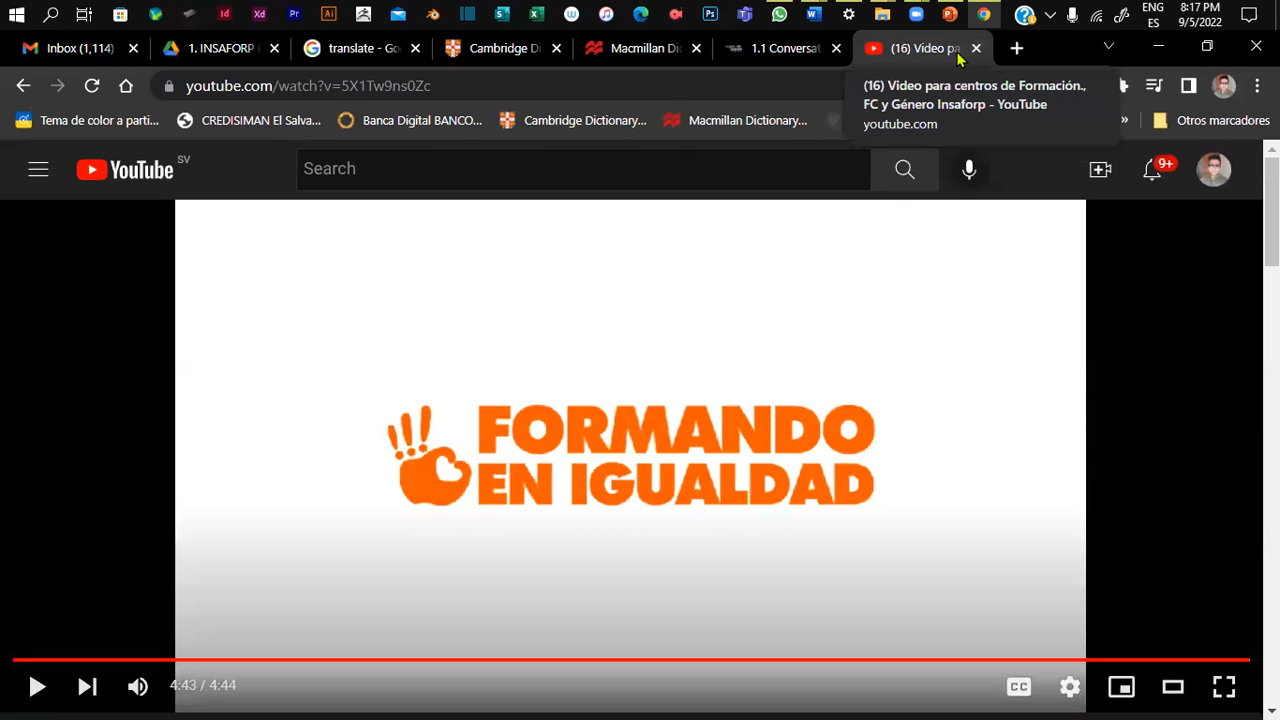 ENG
ES
8:17 PM
9/5/2022
Inbox (1,114)
1. INSAFORP
translate - Go
Cambridge Di
Macmillan Dic
1.1 Conversat
(16) Video pa
youtube.com/watch?v=5X1Tw9ns0Zc
(16) Video para centros de Formación.,
FC y Género Insaforp - YouTube
youtube.com
Tema de color a parti...
CREDISIMAN El Salva...
Banca Digital BANCO...
Cambridge Dictionary...
Macmillan Dictionary...
»
Otros marcadores
YouTube
SV
Search
9+
FORMANDO
EN IGUALDAD
4:43 / 4:44
CC